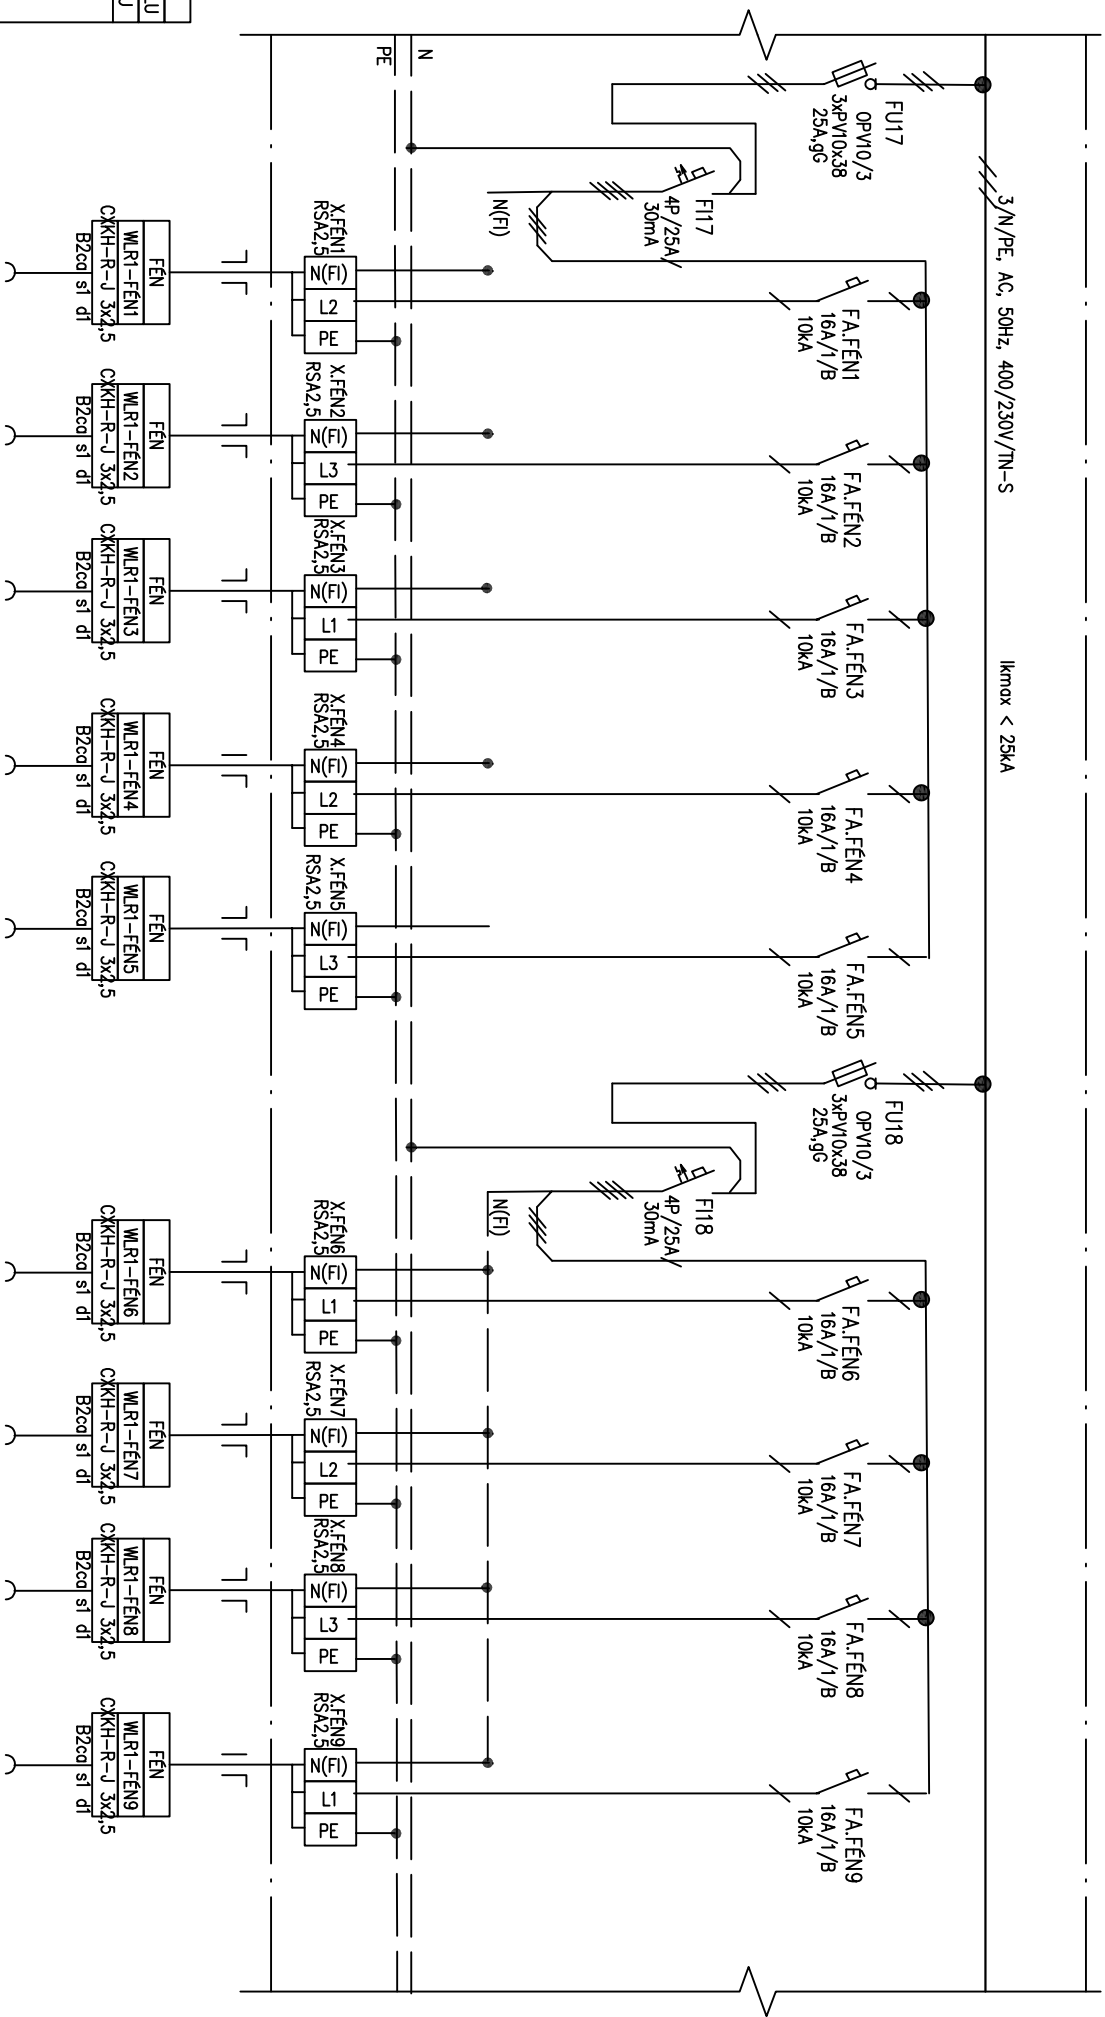 LU
U
3/N/PE, AC, 50Hz, 400/230V/TN-S
Ikmax < 25kA
N
PE
FU17
OPV10/3
3xPV10x38
25A,gG
FI17
4P/25A
30mA
N(FI)
FA.FÉN1
16A/1/B
10kA
FA.FÉN2
16A/1/B
10kA
FA.FÉN3
16A/1/B
10kA
FA.FÉN4
16A/1/B
10kA
FA.FÉN5
16A/1/B
10kA
FU18
OPV10/3
3xPV10x38
25A,gG
FI18
4P/25A
30mA
N(FI)
FA.FÉN6
16A/1/B
10kA
FA.FÉN7
16A/1/B
10kA
FA.FÉN8
16A/1/B
10kA
FA.FÉN9
16A/1/B
10kA
X.FÉN1
RSA2,5
N(FI)
L2
PE
X.FÉN2
RSA2,5
N(FI)
L3
PE
X.FÉN3
RSA2,5
N(FI)
L1
PE
X.FÉN4
RSA2,5
N(FI)
L2
PE
X.FÉN5
RSA2,5
N(FI)
L3
PE
X.FÉN6
RSA2,5
N(FI)
L1
PE
X.FÉN7
RSA2,5
N(FI)
L2
PE
X.FÉN8
RSA2,5
N(FI)
L3
PE
X.FÉN9
RSA2,5
N(FI)
L1
PE
FÉN
WLR1-FÉN1
CXKH-R-J 3x2,5
B2ca s1 d1
FÉN
WLR1-FÉN2
CXKH-R-J 3x2,5
B2ca s1 d1
FÉN
WLR1-FÉN3
CXKH-R-J 3x2,5
B2ca s1 d1
FÉN
WLR1-FÉN4
CXKH-R-J 3x2,5
B2ca s1 d1
FÉN
WLR1-FÉN5
CXKH-R-J 3x2,5
B2ca s1 d1
FÉN
WLR1-FÉN6
CXKH-R-J 3x2,5
B2ca s1 d1
FÉN
WLR1-FÉN7
CXKH-R-J 3x2,5
B2ca s1 d1
FÉN
WLR1-FÉN8
CXKH-R-J 3x2,5
B2ca s1 d1
FÉN
WLR1-FÉN9
CXKH-R-J 3x2,5
B2ca s1 d1